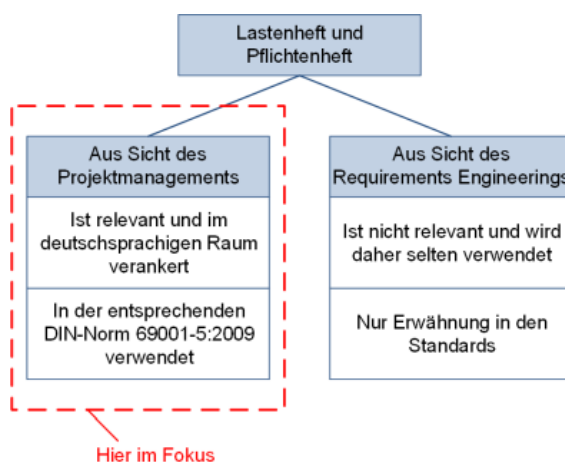 Lastenheft und
Pflichtenheft
Aus Sicht des
Projektmanagements
Ist relevant und im
deutschsprachigen Raum
verankert
In der entsprechenden
DIN-Norm 69001-5:2009
verwendet
Aus Sicht des
Requirements Engineerings
Ist nicht relevant und wird
daher selten verwendet
Nur Erwähnung in den
Standards
Hier im Fokus